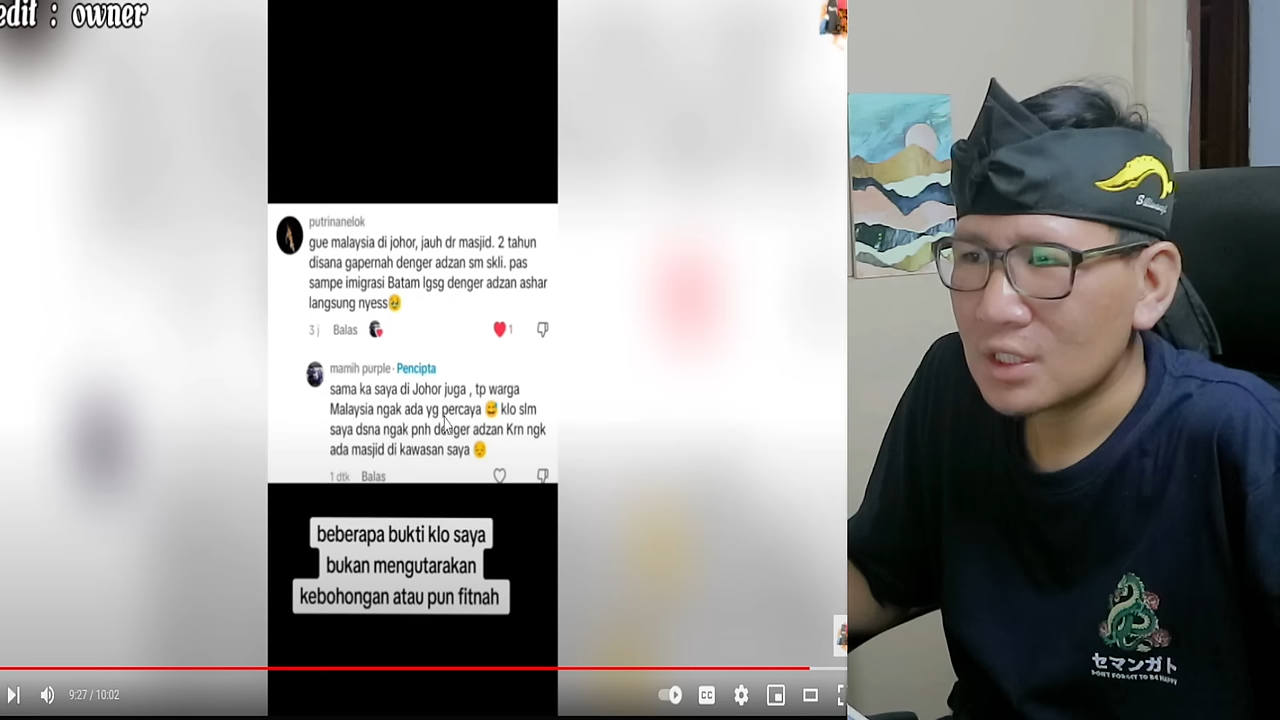 edit : owner
putrinanelok
gue malaysia di johor, jauh dr masjid. 2 tahun
disana gapernah denger adzan sm skli. pas
sampe imigrasi Batam lgsg denger adzan ashar
langsung nyess🥹
3 j Balas 1
mamih purple · Pencipta
sama ka saya di Johor juga , tp warga
Malaysia ngak ada yg percaya 😅 klo slm
saya dsna ngak pnh denger adzan Krn ngk
ada masjid di kawasan saya 😔
1 dtk Balas
beberapa bukti klo saya
bukan mengutarakan
kebohongan atau pun fitnah
9:27 / 10:02
CC
セマンガト
DON'T FORGET TO BE HAPPY